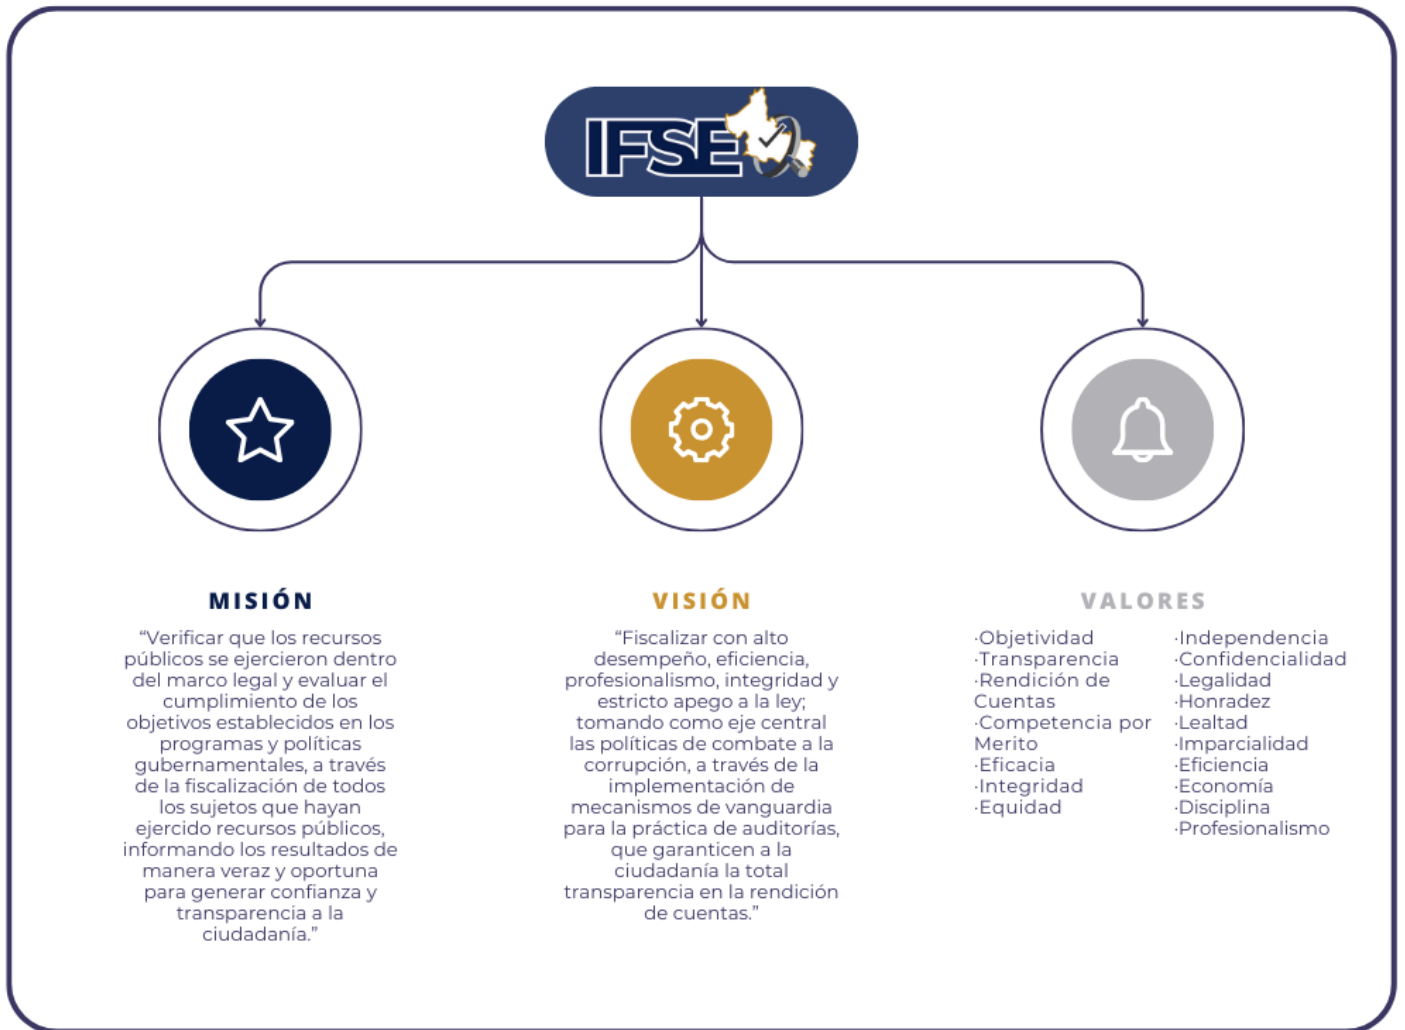 IFSE
MISIÓN
“Verificar que los recursos
públicos se ejercieron dentro
del marco legal y evaluar el
cumplimiento de los
objetivos establecidos en los
programas y políticas
gubernamentales, a través
de la fiscalización de todos
los sujetos que hayan
ejercido recursos públicos,
informando los resultados de
manera veraz y oportuna
para generar confianza y
transparencia a la
ciudadanía.”
VISIÓN
“Fiscalizar con alto
desempeño, eficiencia,
profesionalismo, integridad y
estricto apego a la ley;
tomando como eje central
las políticas de combate a la
corrupción, a través de la
implementación de
mecanismos de vanguardia
para la práctica de auditorías,
que garanticen a la
ciudadanía la total
transparencia en la rendición
de cuentas.”
VALORES
·Objetividad
·Transparencia
·Rendición de
Cuentas
·Competencia por
Merito
·Eficacia
·Integridad
·Equidad
·Independencia
·Confidencialidad
·Legalidad
·Honradez
·Lealtad
·Imparcialidad
·Eficiencia
·Economía
·Disciplina
·Profesionalismo